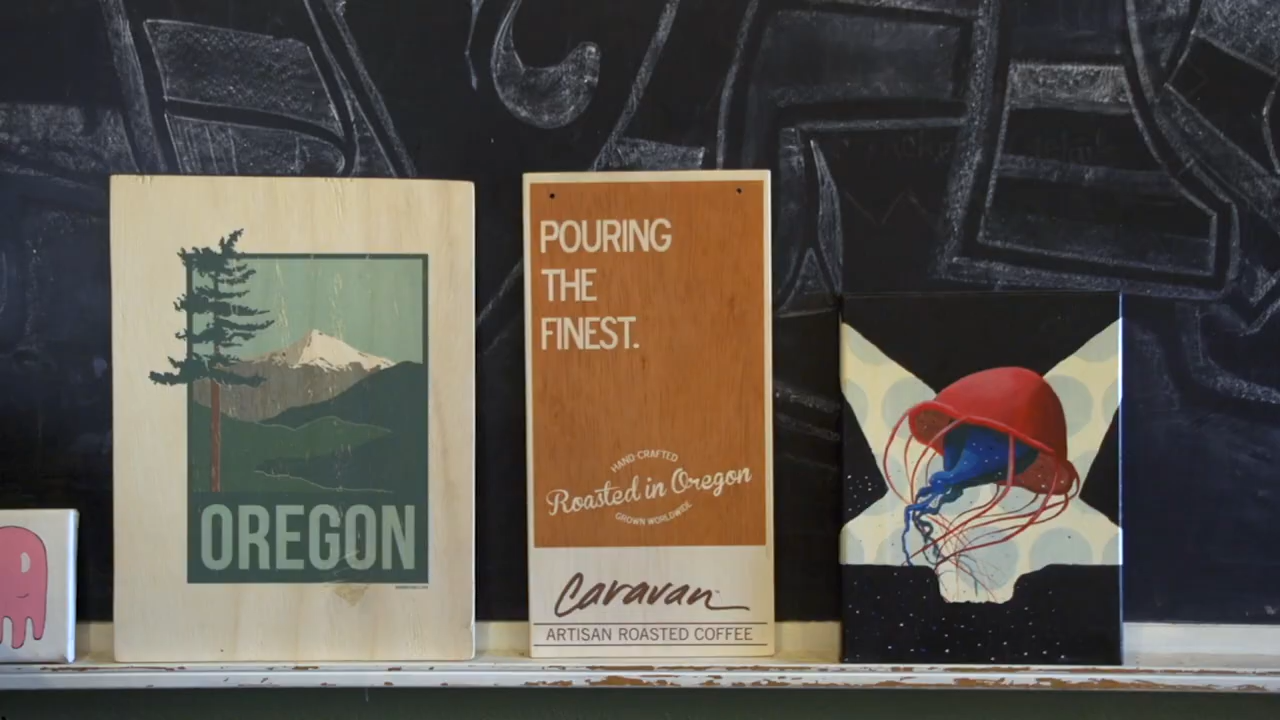 OREGON
POURING
THE
FINEST.
HAND CRAFTED
Roasted in Oregon
GROWN WORLDWIDE
Caravan
ARTISAN ROASTED COFFEE